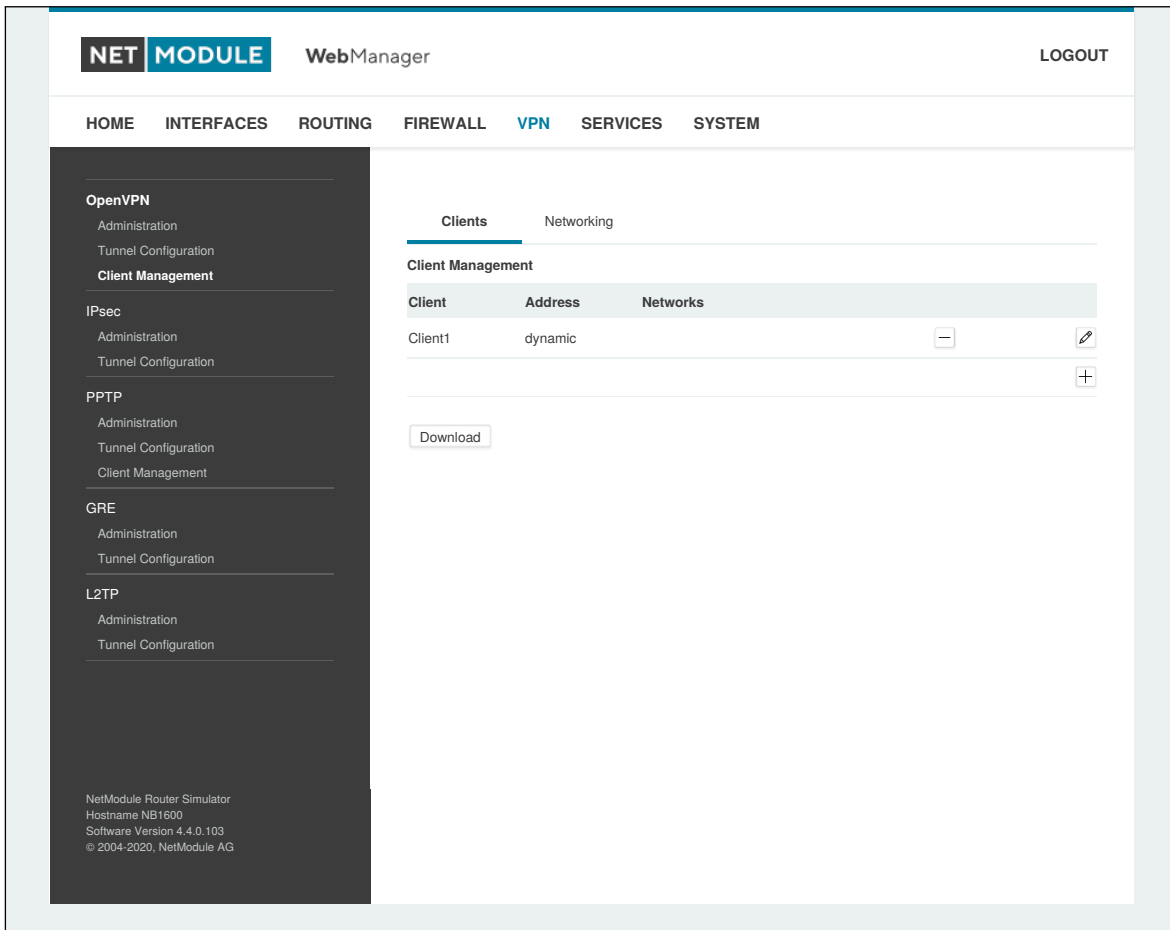 NET MODULE WebManager LOGOUT
HOME INTERFACES ROUTING FIREWALL VPN SERVICES SYSTEM
OpenVPN
Administration
Tunnel Configuration
Client Management
IPsec
Administration
Tunnel Configuration
PPTP
Administration
Tunnel Configuration
Client Management
GRE
Administration
Tunnel Configuration
L2TP
Administration
Tunnel Configuration
NetModule Router Simulator
Hostname NB1600
Software Version 4.4.0.103
© 2004-2020, NetModule AG
Clients Networking
Client Management
Client Address Networks
Client1 dynamic
Download